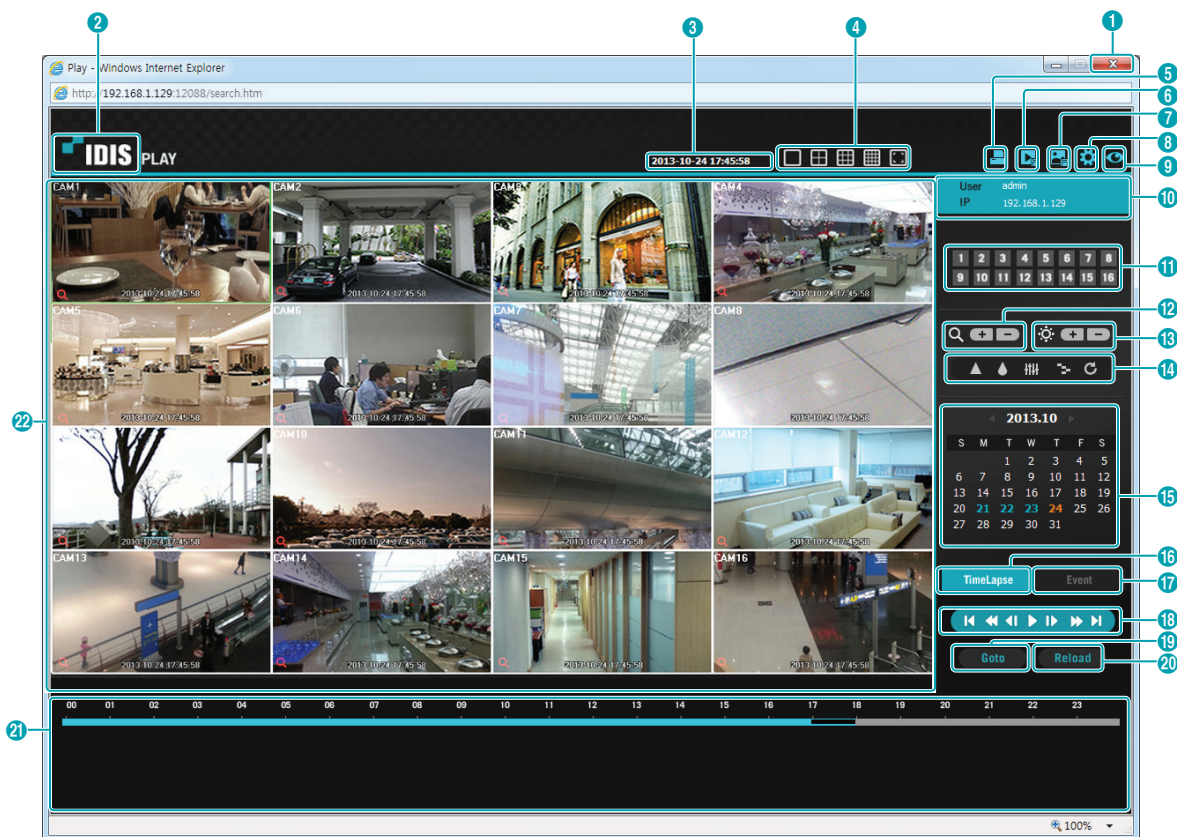 2
3
4
1
Play - Windows Internet Explorer
http://192.168.1.129:12088/search.htm
5
6
7
8
9
IDIS PLAY
2013-10-24 17:45:58
User admin
IP 192.168.1.129
10
CAM1
CAM2
CAM3
CAM4
2013-10-24 17:45:58
2013-10-24 17:45:58
2013-10-24 17:45:58
2013-10-24 17:45:58
1 2 3 4 5 6 7 8
9 10 11 12 13 14 15 16
11
12
13
14
CAM5
CAM6
CAM7
CAM8
2013-10-24 17:45:58
2013-10-24 17:45:58
2013-10-24 17:45:58
2013-10-24 17:45:58
22
2013.10
S M T W T F S
1 2 3 4 5
6 7 8 9 10 11 12
13 14 15 16 17 18 19
20 21 22 23 24 25 26
27 28 29 30 31
15
CAM10
CAM11
CAM12
2013-10-24 17:45:58
2013-10-24 17:45:58
2013-10-24 17:45:58
2013-10-24 17:45:58
CAM13
CAM14
CAM15
CAM16
2013-10-24 17:45:58
2013-10-24 17:45:58
2013-10-24 17:45:58
2013-10-24 17:45:58
16
TimeLapse
Event
17
18
19
Goto
Reload
20
00 01 02 03 04 05 06 07 08 09 10 11 12 13 14 15 16 17 18 19 20 21 22 23
21
100%